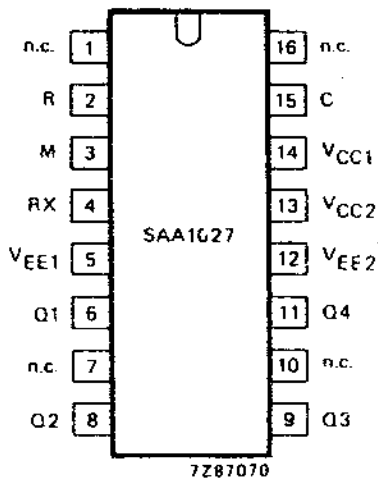 n.c. 1 16 n.c.
R 2 15 C
M 3 14 VCC1
RX 4 13 VCC2
SAA1027
VEE1 5 12 VEE2
Q1 6 11 Q4
n.c. 7 10 n.c.
Q2 8 9 Q3
7Z87070